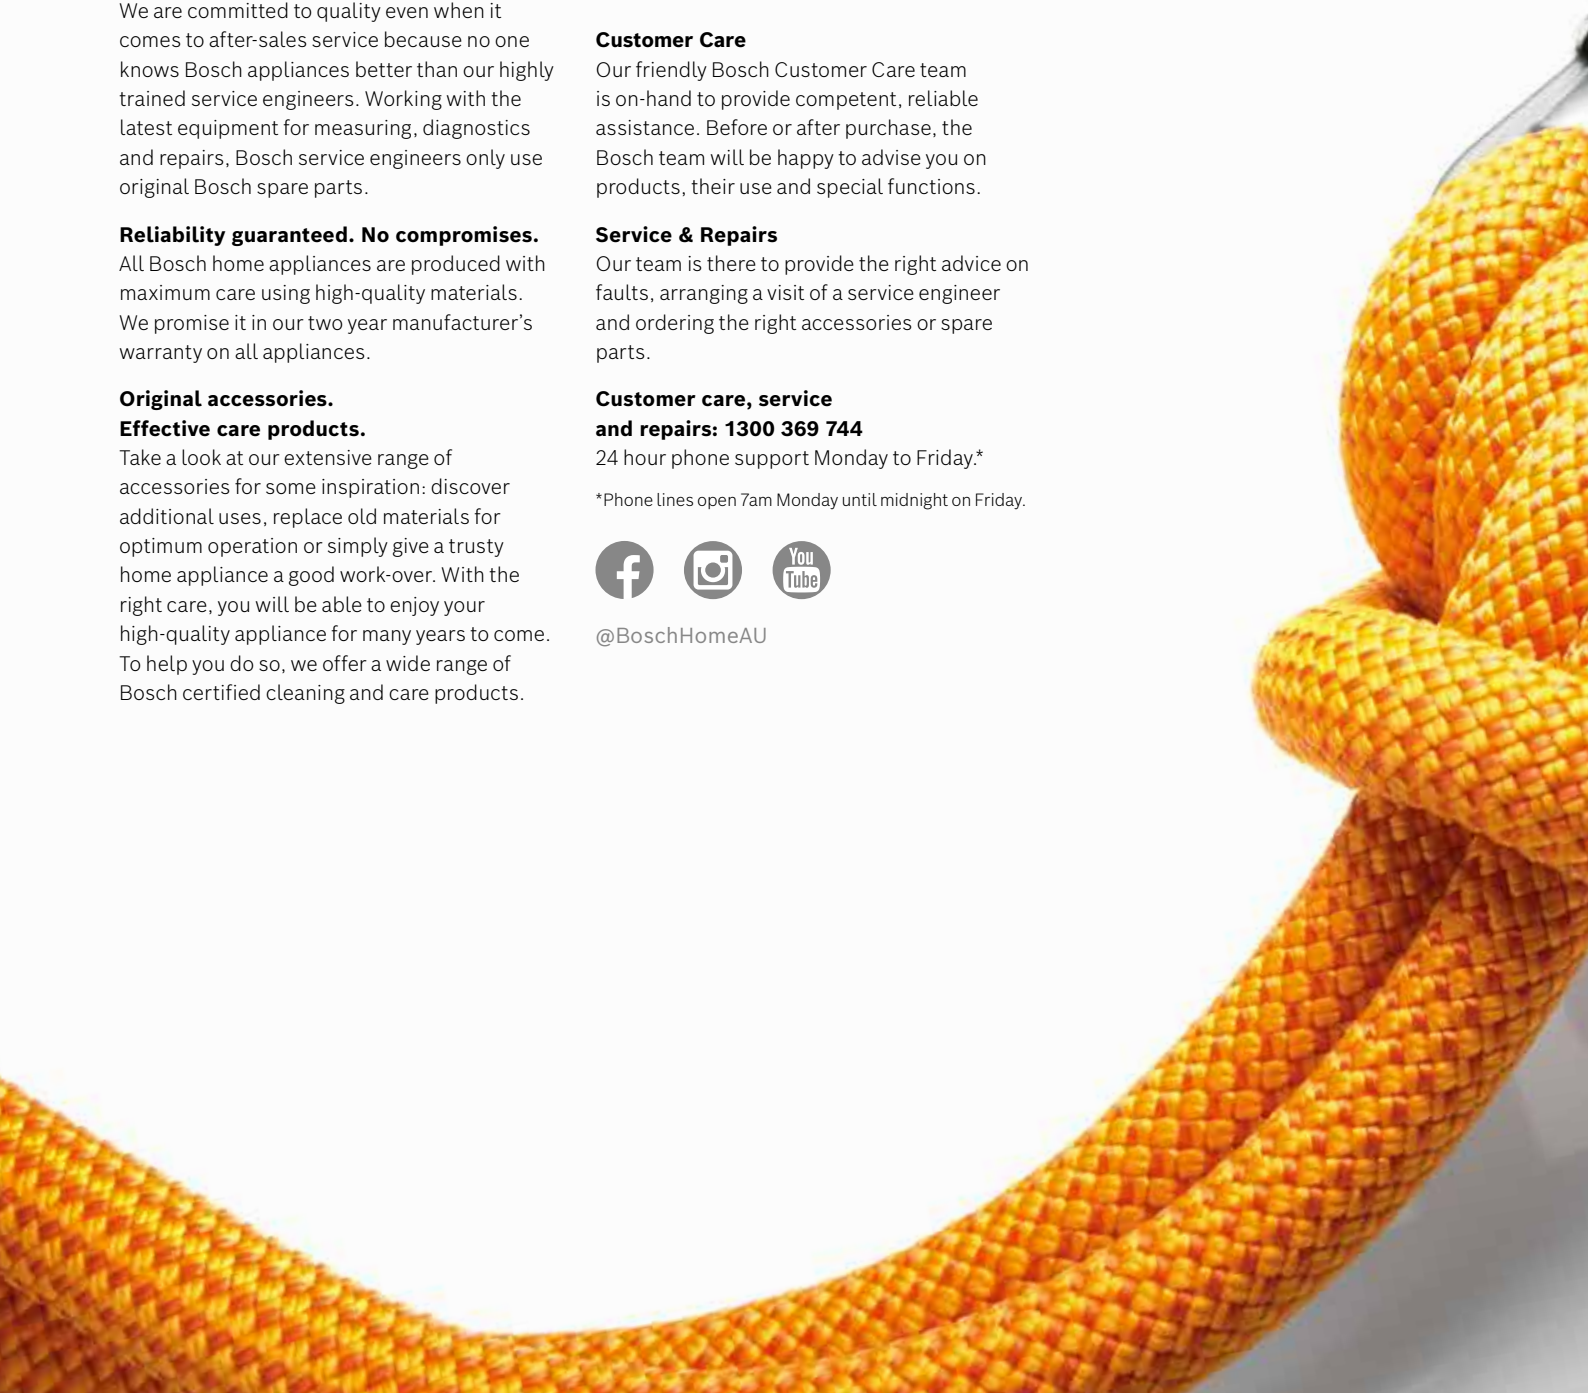 We are committed to quality even when it
comes to after-sales service because no one
knows Bosch appliances better than our highly
trained service engineers. Working with the
latest equipment for measuring, diagnostics
and repairs, Bosch service engineers only use
original Bosch spare parts.
Reliability guaranteed. No compromises.
All Bosch home appliances are produced with
maximum care using high-quality materials.
We promise it in our two year manufacturer’s
warranty on all appliances.
Original accessories.
Effective care products.
Take a look at our extensive range of
accessories for some inspiration: discover
additional uses, replace old materials for
optimum operation or simply give a trusty
home appliance a good work-over. With the
right care, you will be able to enjoy your
high-quality appliance for many years to come.
To help you do so, we offer a wide range of
Bosch certified cleaning and care products.
Customer Care
Our friendly Bosch Customer Care team
is on-hand to provide competent, reliable
assistance. Before or after purchase, the
Bosch team will be happy to advise you on
products, their use and special functions.
Service & Repairs
Our team is there to provide the right advice on
faults, arranging a visit of a service engineer
and ordering the right accessories or spare
parts.
Customer care, service
and repairs: 1300 369 744
24 hour phone support Monday to Friday.*
*Phone lines open 7am Monday until midnight on Friday.
You
Tube
@BoschHomeAU